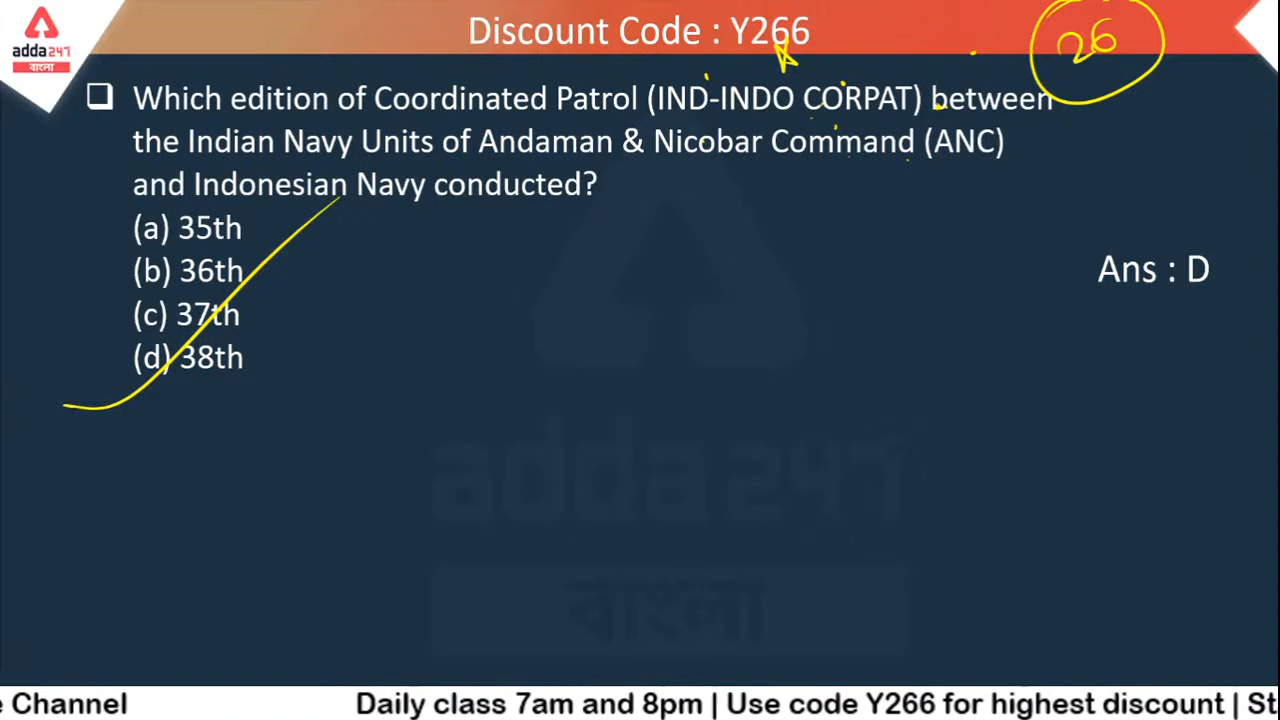 Discount Code : Y266
26
adda247
বাংলা
❑ Which edition of Coordinated Patrol (IND-INDO CORPAT) between
the Indian Navy Units of Andaman & Nicobar Command (ANC)
and Indonesian Navy conducted?
(a) 35th
(b) 36th
(c) 37th
(d) 38th
Ans : D
adda247
বাংলা
e Channel
Daily class 7am and 8pm | Use code Y266 for highest discount | St